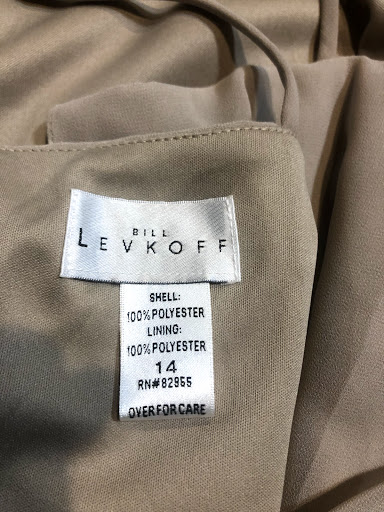 BILL
LEVKOFF
SHELL:
100% POLYESTER
LINING:
100% POLYESTER
14
RN#82955
OVER FOR CARE